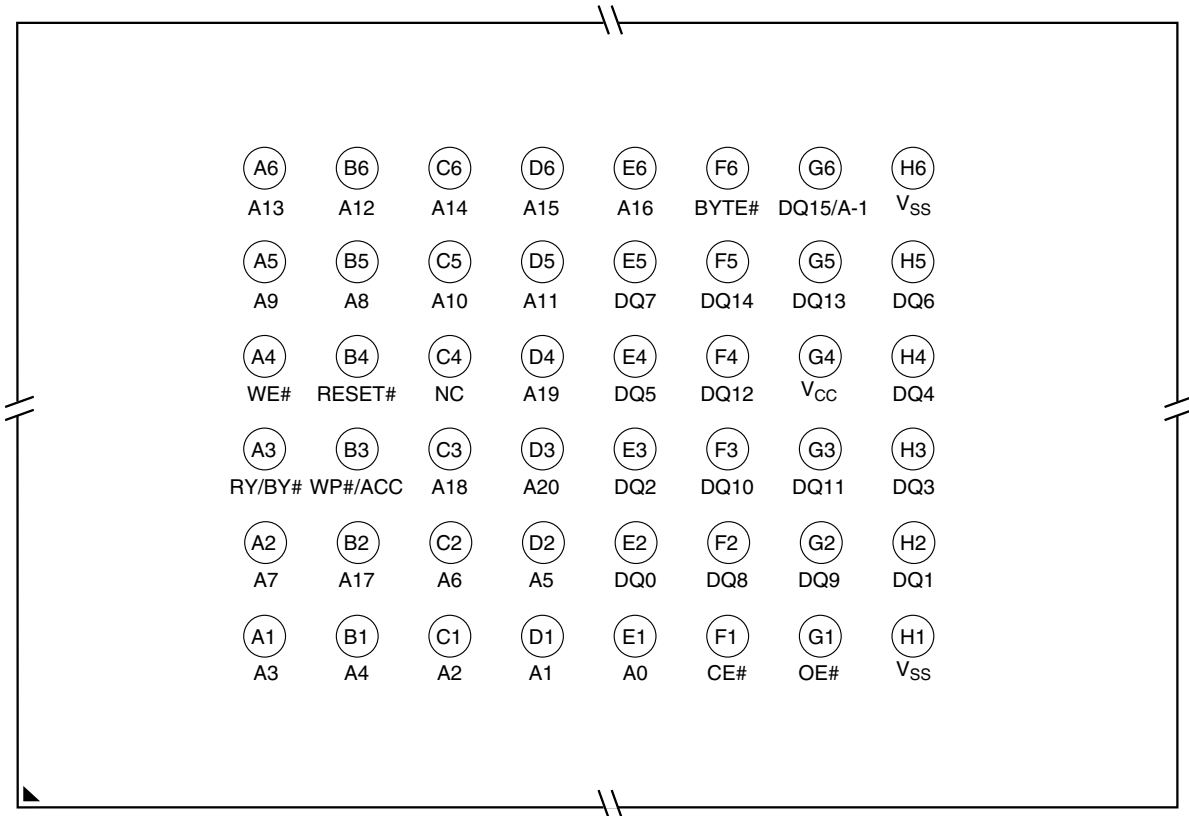 A6 B6 C6 D6 E6 F6 G6 H6
A13 A12 A14 A15 A16 BYTE# DQ15/A-1 VSS
A5 B5 C5 D5 E5 F5 G5 H5
A9 A8 A10 A11 DQ7 DQ14 DQ13 DQ6
A4 B4 C4 D4 E4 F4 G4 H4
WE# RESET# NC A19 DQ5 DQ12 VCC DQ4
A3 B3 C3 D3 E3 F3 G3 H3
RY/BY# WP#/ACC A18 A20 DQ2 DQ10 DQ11 DQ3
A2 B2 C2 D2 E2 F2 G2 H2
A7 A17 A6 A5 DQ0 DQ8 DQ9 DQ1
A1 B1 C1 D1 E1 F1 G1 H1
A3 A4 A2 A1 A0 CE# OE# VSS